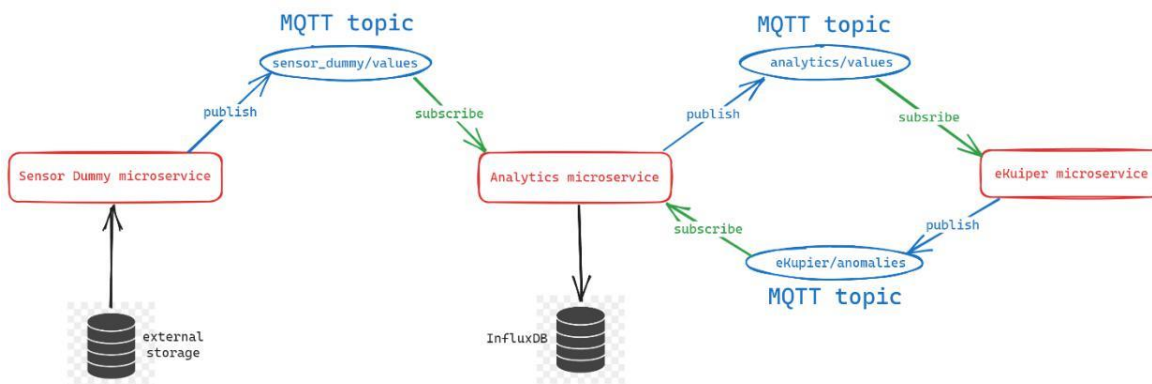 MQTT topic
sensor_dummy/values
publish
subscribe
Sensor Dummy microservice
external
storage
MQTT topic
analytics/values
publish
subsribe
Analytics microservice
eKuiper microservice
subscribe
publish
eKupier/anomalies
MQTT topic
InfluxDB